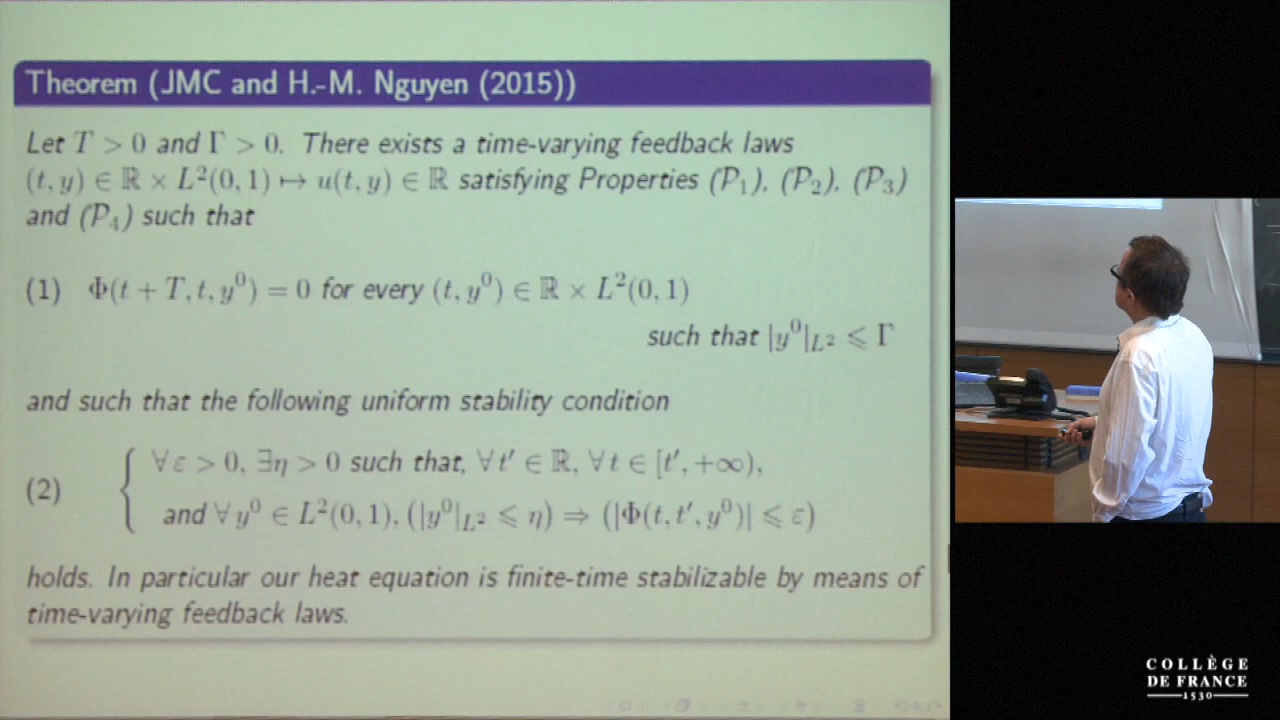 Theorem (JMC and H.-M. Nguyen (2015))
Let T > 0 and Γ > 0. There exists a time-varying feedback laws
(t, y) ∈ ℝ × L²(0, 1) ↦ u(t, y) ∈ ℝ satisfying Properties (P₁), (P₂), (P₃)
and (P₄) such that
(1) Φ(t + T, t, y⁰) = 0 for every (t, y⁰) ∈ ℝ × L²(0, 1)
such that |y⁰|_{L²} ⩽ Γ
and such that the following uniform stability condition
(2) { ∀ ε > 0, ∃η > 0 such that, ∀ t′ ∈ ℝ, ∀ t ∈ [t′, +∞),
and ∀ y⁰ ∈ L²(0, 1), (|y⁰|_{L²} ⩽ η) ⇒ (|Φ(t, t′, y⁰)| ⩽ ε)
holds. In particular our heat equation is finite-time stabilizable by means of
time-varying feedback laws.
COLLÈGE
DE FRANCE
1530